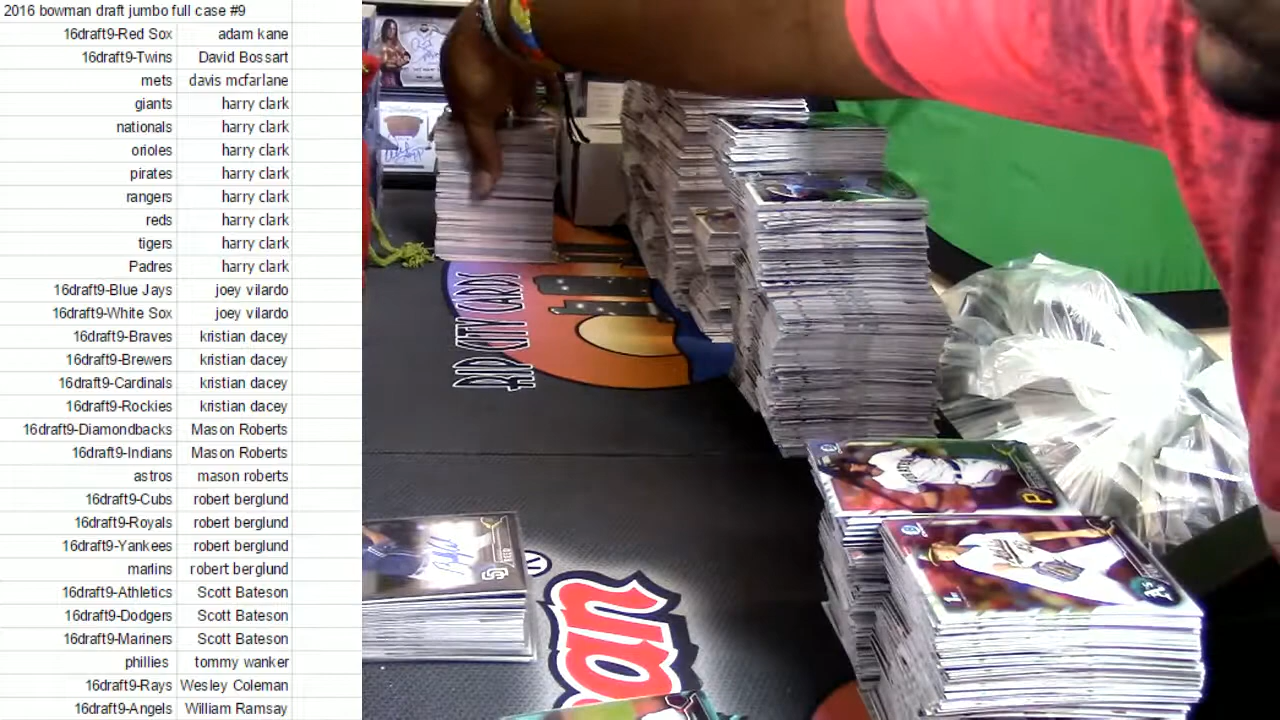 2016 bowman draft jumbo full case #9
16draft9-Red Sox adam kane
16draft9-Twins David Bossart
mets davis mcfarlane
giants harry clark
nationals harry clark
orioles harry clark
pirates harry clark
rangers harry clark
reds harry clark
tigers harry clark
Padres harry clark
16draft9-Blue Jays joey vilardo
16draft9-White Sox joey vilardo
16draft9-Braves kristian dacey
16draft9-Brewers kristian dacey
16draft9-Cardinals kristian dacey
16draft9-Rockies kristian dacey
16draft9-Diamondbacks Mason Roberts
16draft9-Indians Mason Roberts
astros mason roberts
16draft9-Cubs robert berglund
16draft9-Royals robert berglund
16draft9-Yankees robert berglund
marlins robert berglund
16draft9-Athletics Scott Bateson
16draft9-Dodgers Scott Bateson
16draft9-Mariners Scott Bateson
phillies tommy wanker
16draft9-Rays Wesley Coleman
16draft9-Angels William Ramsay
RIP CITY CARDS
P
A's
SD